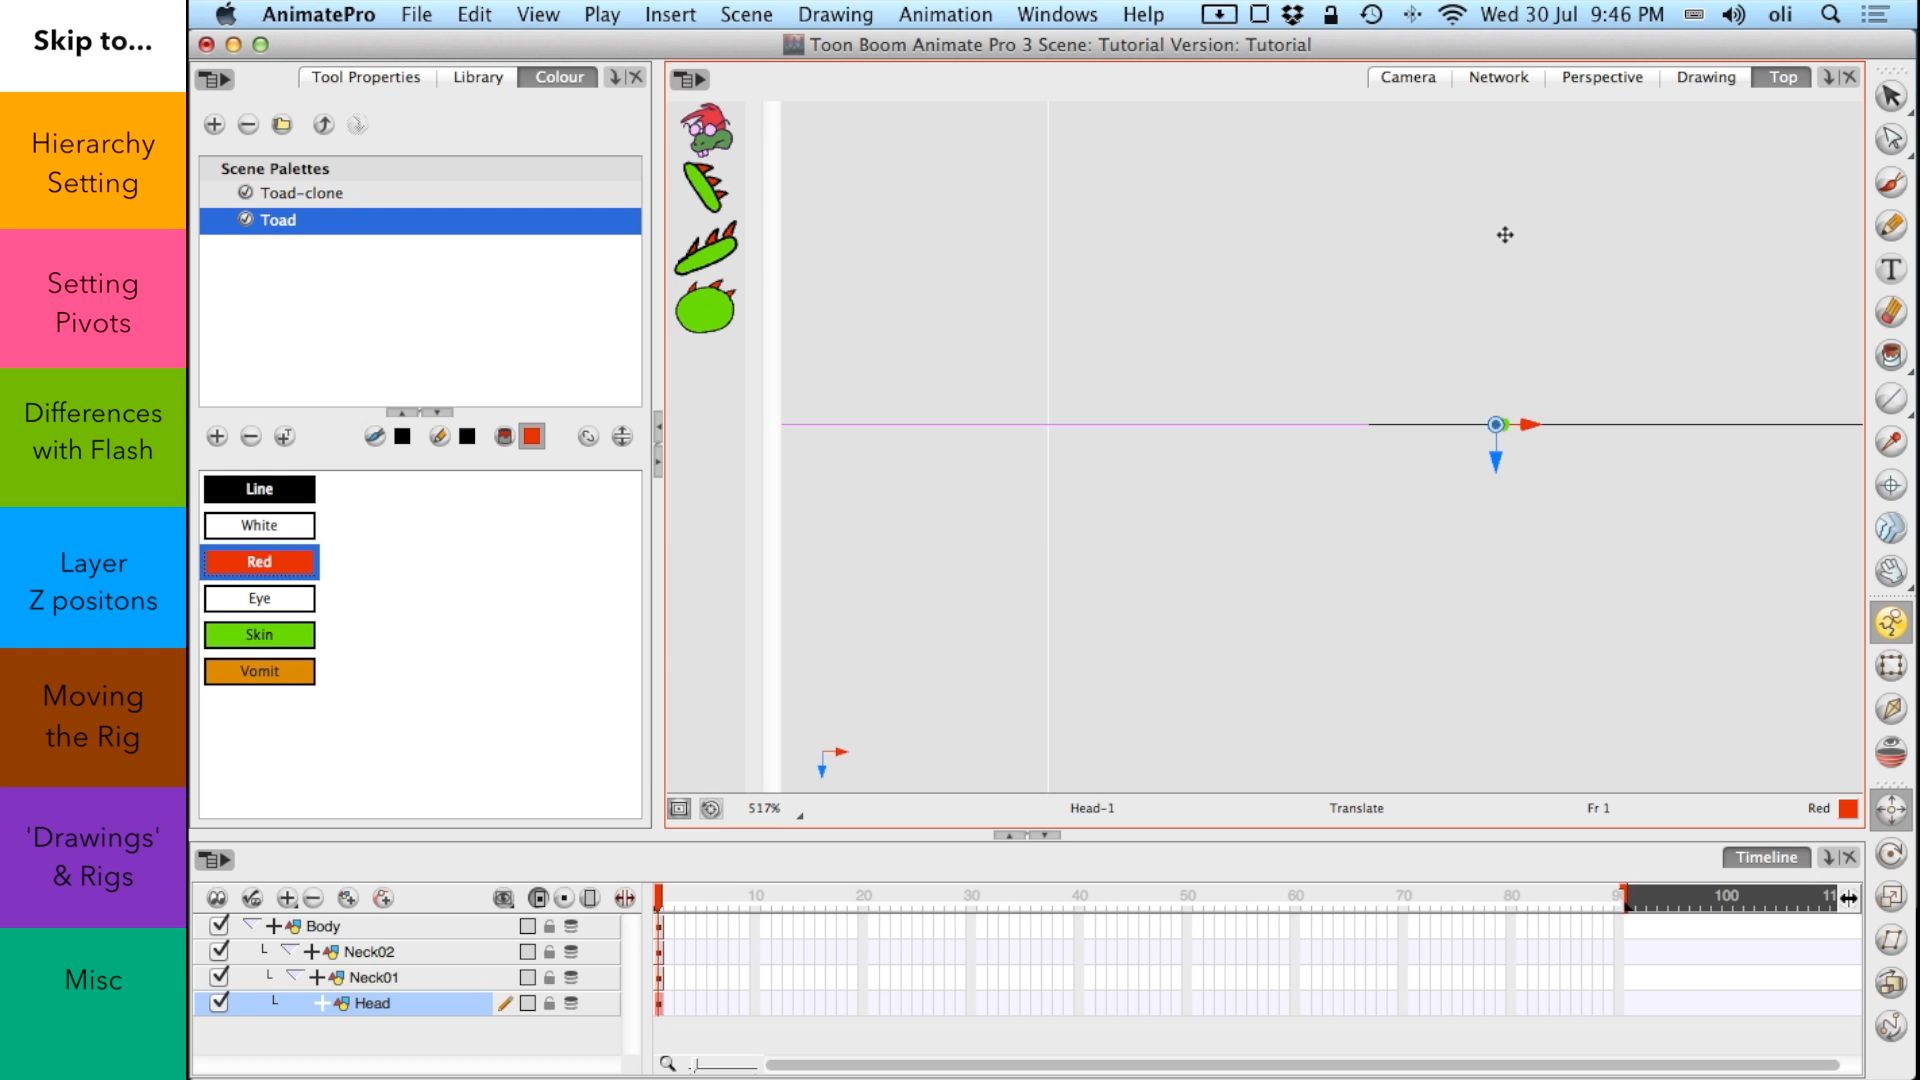 Skip to...
Hierarchy
Setting
Setting
Pivots
Differences
with Flash
Layer
Z positons
Moving
the Rig
'Drawings'
& Rigs
Misc
AnimatePro File Edit View Play Insert Scene Drawing Animation Windows Help Wed 30 Jul 9:46 PM oli
Toon Boom Animate Pro 3 Scene: Tutorial Version: Tutorial
Tool Properties Library Colour
Camera Network Perspective Drawing Top
Scene Palettes
Toad-clone
Toad
Line
White
Red
Eye
Skin
Vomit
517% Head-1 Translate Fr 1 Red
Timeline
10 20 30 40 50 60 70 80 100 11
Body
Neck02
Neck01
Head